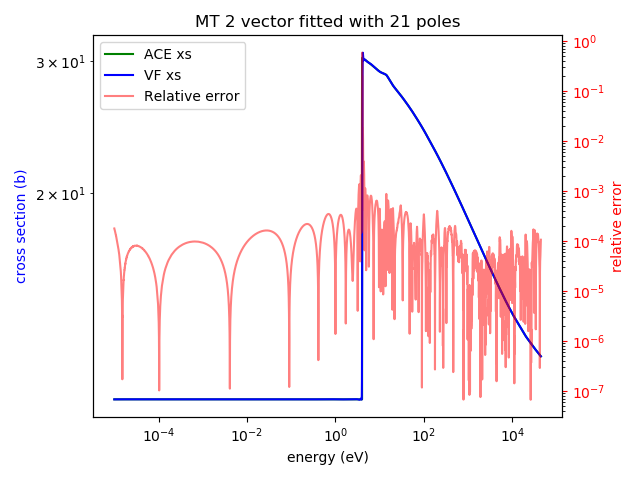 MT 2 vector fitted with 21 poles
ACE xs
VF xs
Relative error
cross section (b)
3 × 10¹
2 × 10¹
10⁰
10⁻¹
10⁻²
10⁻³
10⁻⁴
10⁻⁵
10⁻⁶
10⁻⁷
relative error
10⁻⁴
10⁻²
10⁰
10²
10⁴
energy (eV)